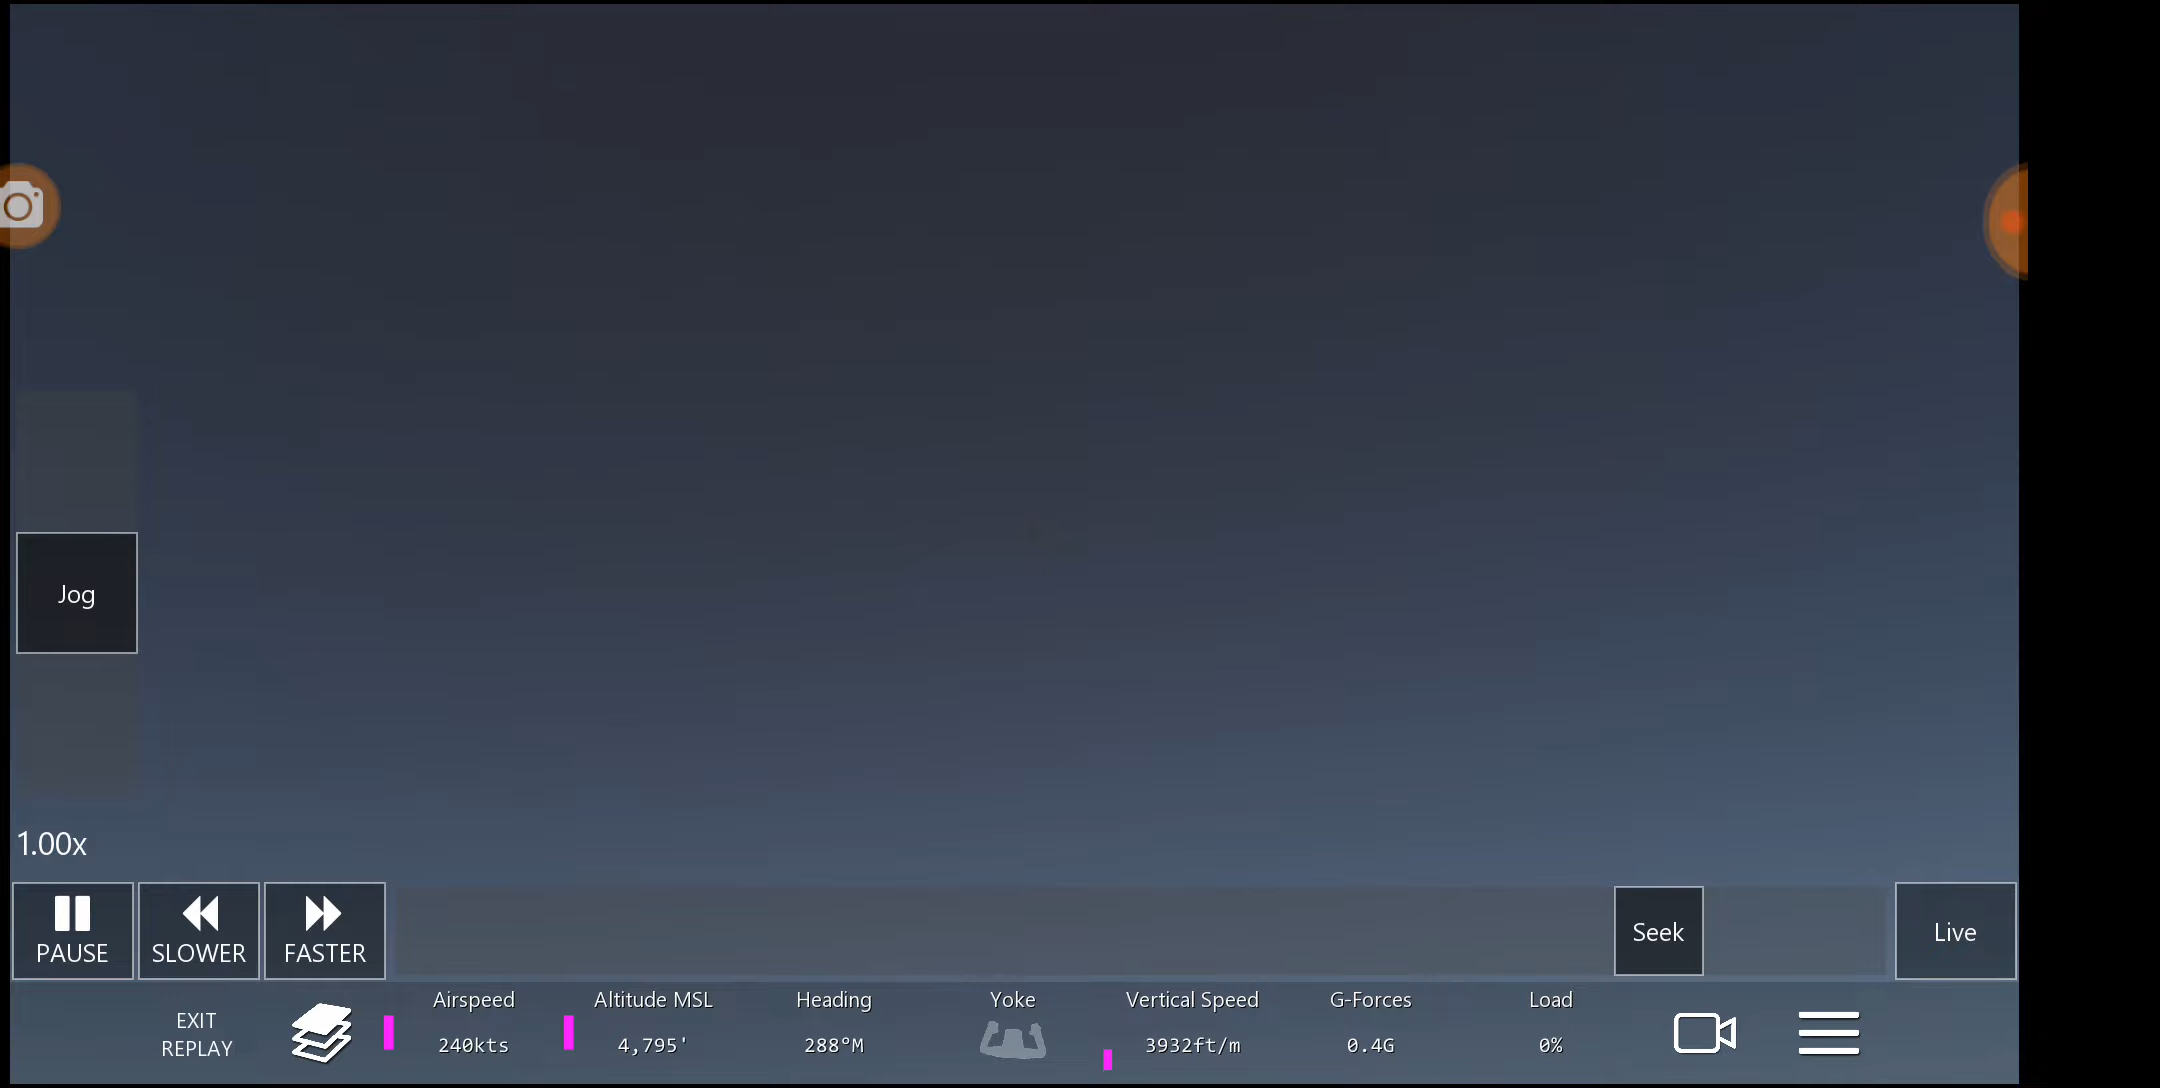 Jog
1.00x
PAUSE
SLOWER
FASTER
Seek
Live
EXIT
REPLAY
Airspeed
240kts
Altitude MSL
4,795'
Heading
288°M
Yoke
Vertical Speed
3932ft/m
G-Forces
0.4G
Load
0%